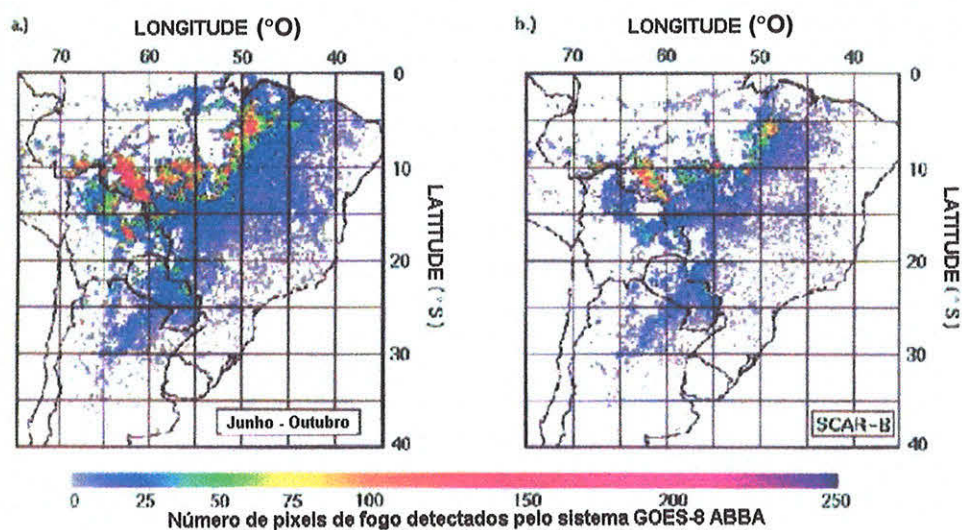 a.) LONGITUDE (°O)
70 60 50 40
0
10
20
30
40
LATITUDE (°S)
Junho - Outubro
b.) LONGITUDE (°O)
70 60 50 40
0
10
20
30
40
LATITUDE (°S)
SCAR-B
0 25 50 75 100 150 200 250
Número de pixels de fogo detectados pelo sistema GOES-8 ABBA